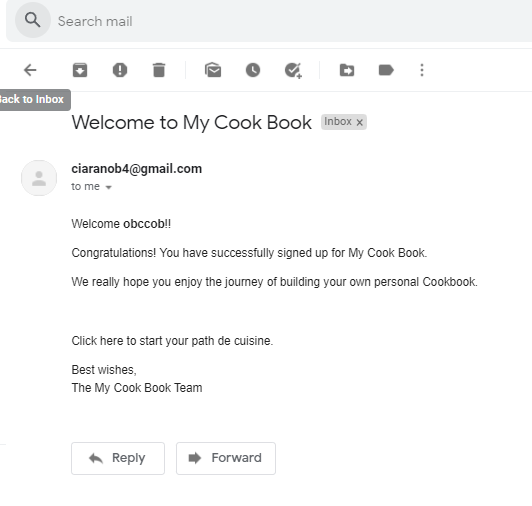 Search mail
Back to Inbox
Welcome to My Cook Book Inbox x
ciaranob4@gmail.com
to me
Welcome obccob!!
Congratulations! You have successfully signed up for My Cook Book.
We really hope you enjoy the journey of building your own personal Cookbook.
Click here to start your path de cuisine.
Best wishes,
The My Cook Book Team
Reply Forward